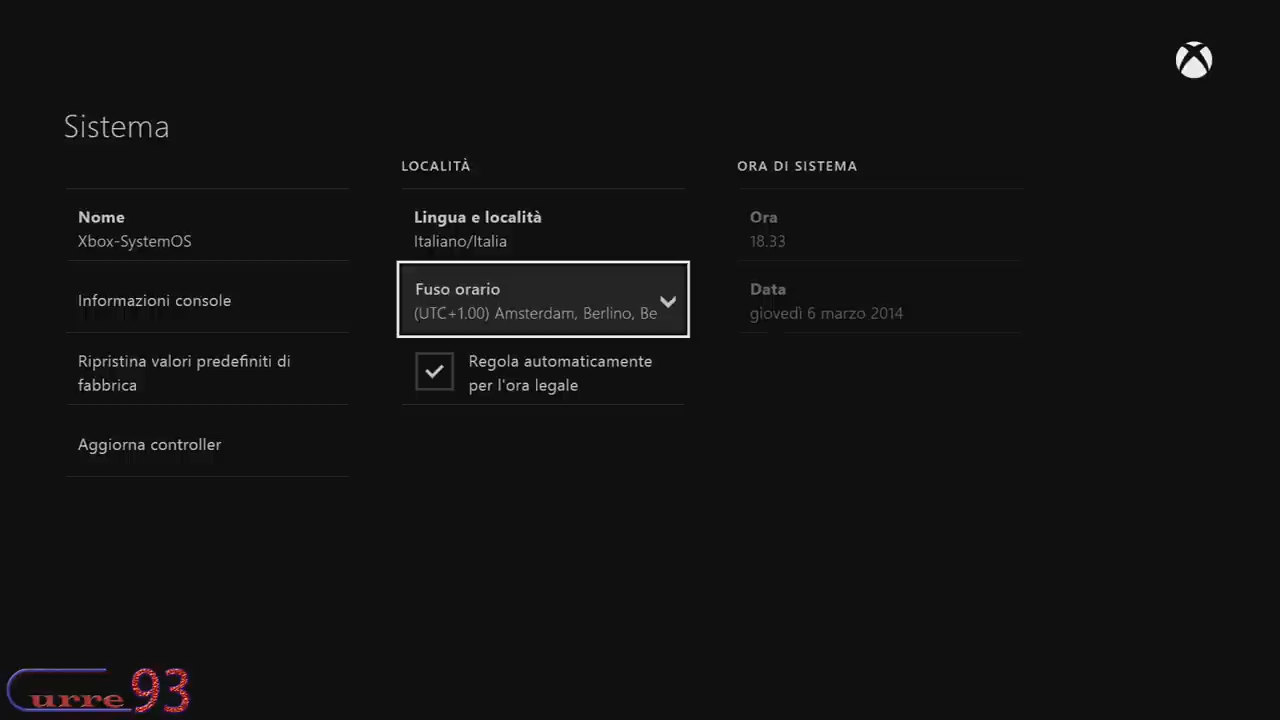 Sistema
Nome
Xbox-SystemOS
Informazioni console
Ripristina valori predefiniti di
fabbrica
Aggiorna controller
LOCALITÀ
Lingua e località
Italiano/Italia
Fuso orario
(UTC+1.00) Amsterdam, Berlino, Be
Regola automaticamente
per l'ora legale
ORA DI SISTEMA
Ora
18.33
Data
giovedì 6 marzo 2014
Curre93